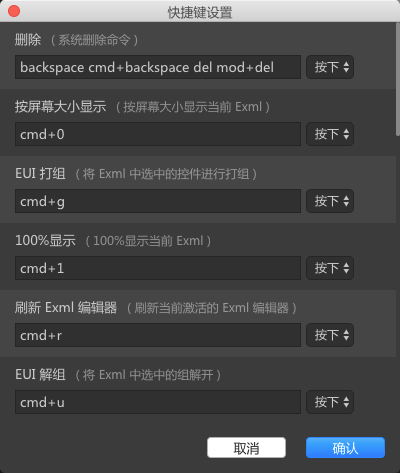 快捷键设置
删除 ( 系统删除命令 )
backspace cmd+backspace del mod+del 按下
按屏幕大小显示 ( 按屏幕大小显示当前 Exml )
cmd+0 按下
EUI 打组 ( 将 Exml 中选中的控件进行打组 )
cmd+g 按下
100%显示 ( 100%显示当前 Exml )
cmd+1 按下
刷新 Exml 编辑器 ( 刷新当前激活的 Exml 编辑器 )
cmd+r 按下
EUI 解组 ( 将 Exml 中选中的组解开 )
cmd+u 按下
取消 确认